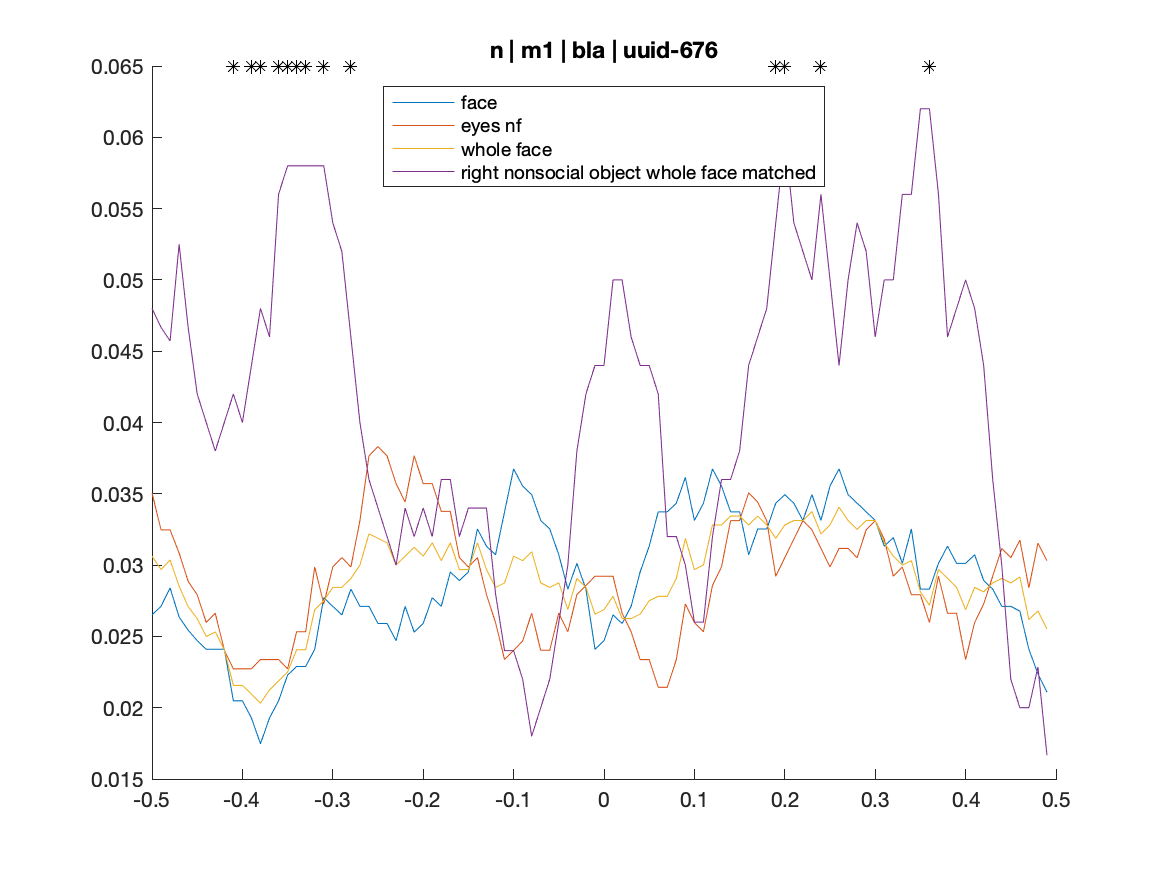 n | m1 | bla | uuid-676
0.065
0.06
0.055
0.05
0.045
0.04
0.035
0.03
0.025
0.02
0.015
face
eyes nf
whole face
right nonsocial object whole face matched
-0.5 -0.4 -0.3 -0.2 -0.1 0 0.1 0.2 0.3 0.4 0.5